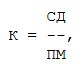 СД
К = --,
ПМ